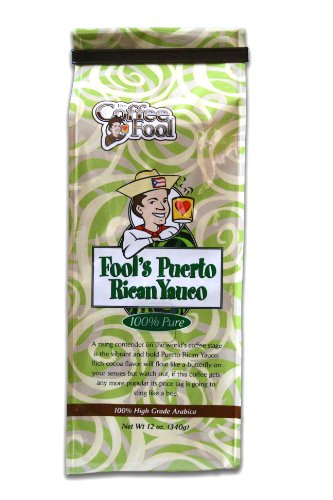 The
Coffee
Fool
Fool's Puerto
Rican Yauco
100% Pure
A rising contender on the world's coffee stage
is the vibrant and bold Puerto Rican Yauco.
Rich cocoa flavor will float like a butterfly on
your senses but watch out, if this coffee gets
any more popular its price tag is going to
sting like a bee.
100% High Grade Arabica
Net Wt 12 oz. (340g)